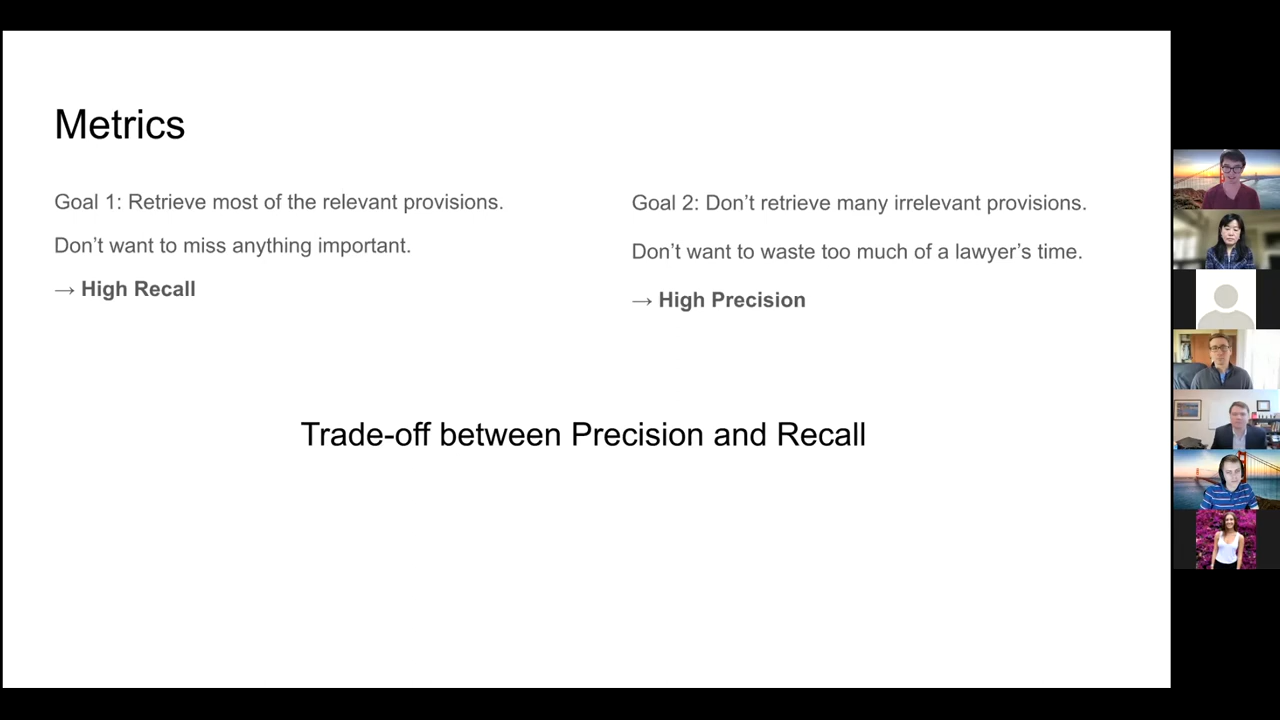 Metrics
Goal 1: Retrieve most of the relevant provisions.
Don’t want to miss anything important.
→ High Recall
Goal 2: Don’t retrieve many irrelevant provisions.
Don’t want to waste too much of a lawyer’s time.
→ High Precision
Trade-off between Precision and Recall